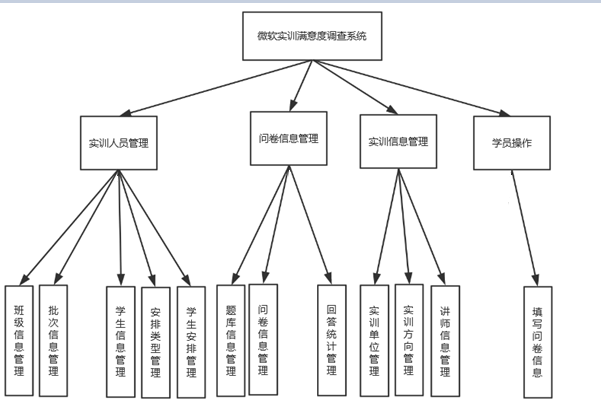 微软实训满意度调查系统
实训人员管理
问卷信息管理
实训信息管理
学员操作
班级信息管理
批次信息管理
学生信息管理
安排类型管理
学生安排管理
题库信息管理
问卷信息管理
回答统计管理
实训单位管理
实训方向管理
讲师信息管理
填写问卷信息